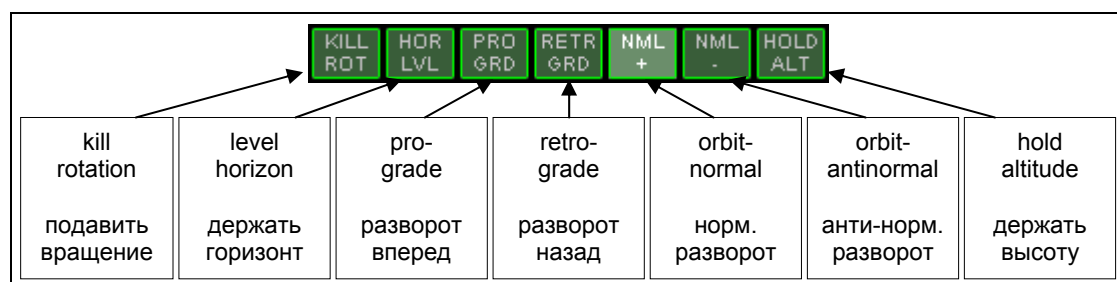 KILL HOR PRO RETR NML NML HOLD
ROT LVL GRD GRD + - ALT
kill
rotation
подавить
вращение
level
horizon
держать
горизонт
pro-
grade
разворот
вперед
retro-
grade
разворот
назад
orbit-
normal
норм.
разворот
orbit-
antinormal
анти-норм.
разворот
hold
altitude
держать
высоту